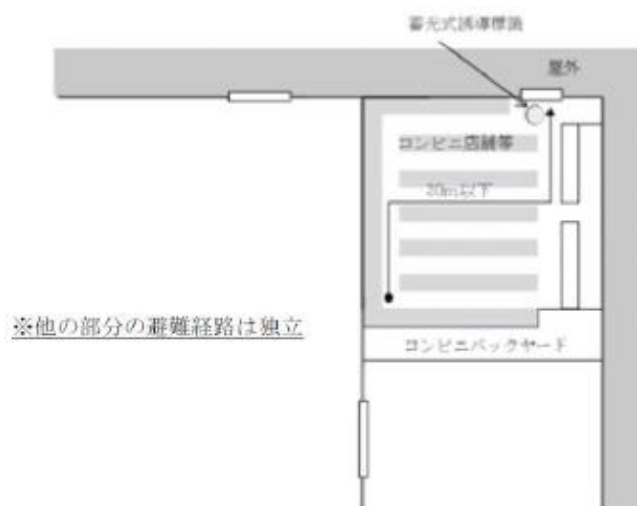 蓄光式誘導標識
屋外
コンビニ店舗等
30m以下
※他の部分の避難経路は独立
コンビニバックヤード